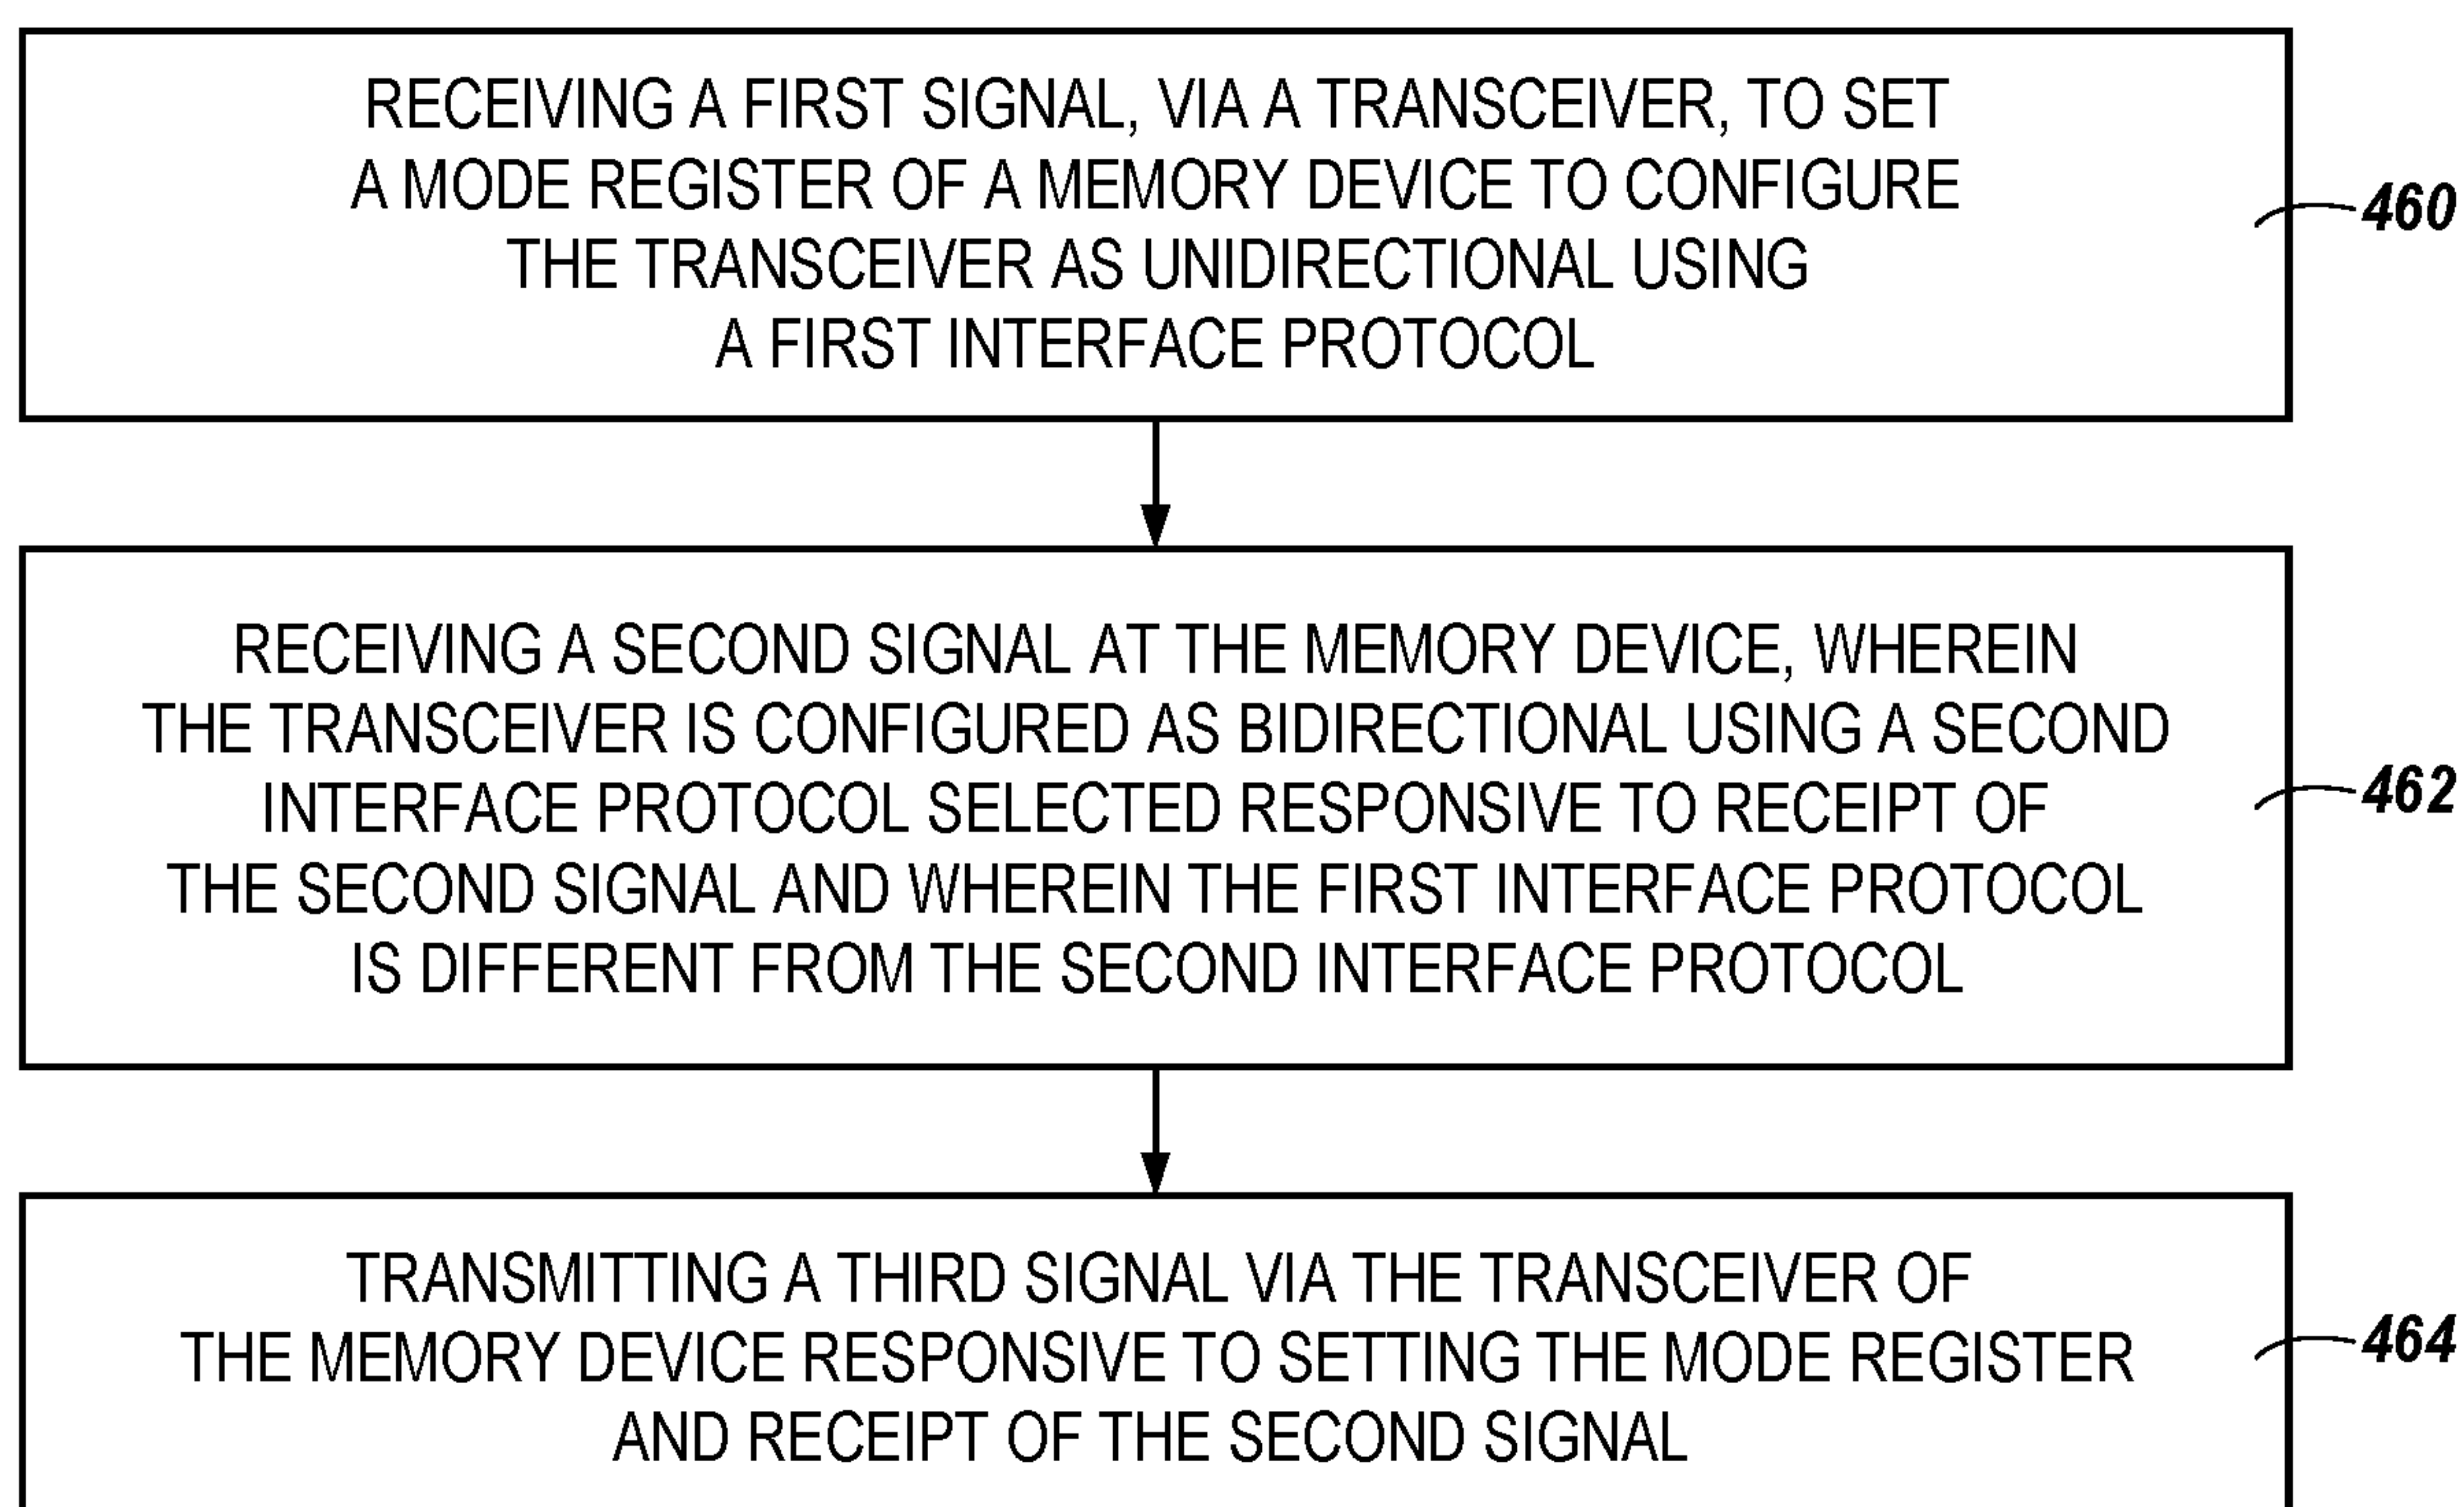 RECEIVING A FIRST SIGNAL, VIA A TRANSCEIVER, TO SET
A MODE REGISTER OF A MEMORY DEVICE TO CONFIGURE
THE TRANSCEIVER AS UNIDIRECTIONAL USING
A FIRST INTERFACE PROTOCOL
460
RECEIVING A SECOND SIGNAL AT THE MEMORY DEVICE, WHEREIN
THE TRANSCEIVER IS CONFIGURED AS BIDIRECTIONAL USING A SECOND
INTERFACE PROTOCOL SELECTED RESPONSIVE TO RECEIPT OF
THE SECOND SIGNAL AND WHEREIN THE FIRST INTERFACE PROTOCOL
IS DIFFERENT FROM THE SECOND INTERFACE PROTOCOL
462
TRANSMITTING A THIRD SIGNAL VIA THE TRANSCEIVER OF
THE MEMORY DEVICE RESPONSIVE TO SETTING THE MODE REGISTER
AND RECEIPT OF THE SECOND SIGNAL
464